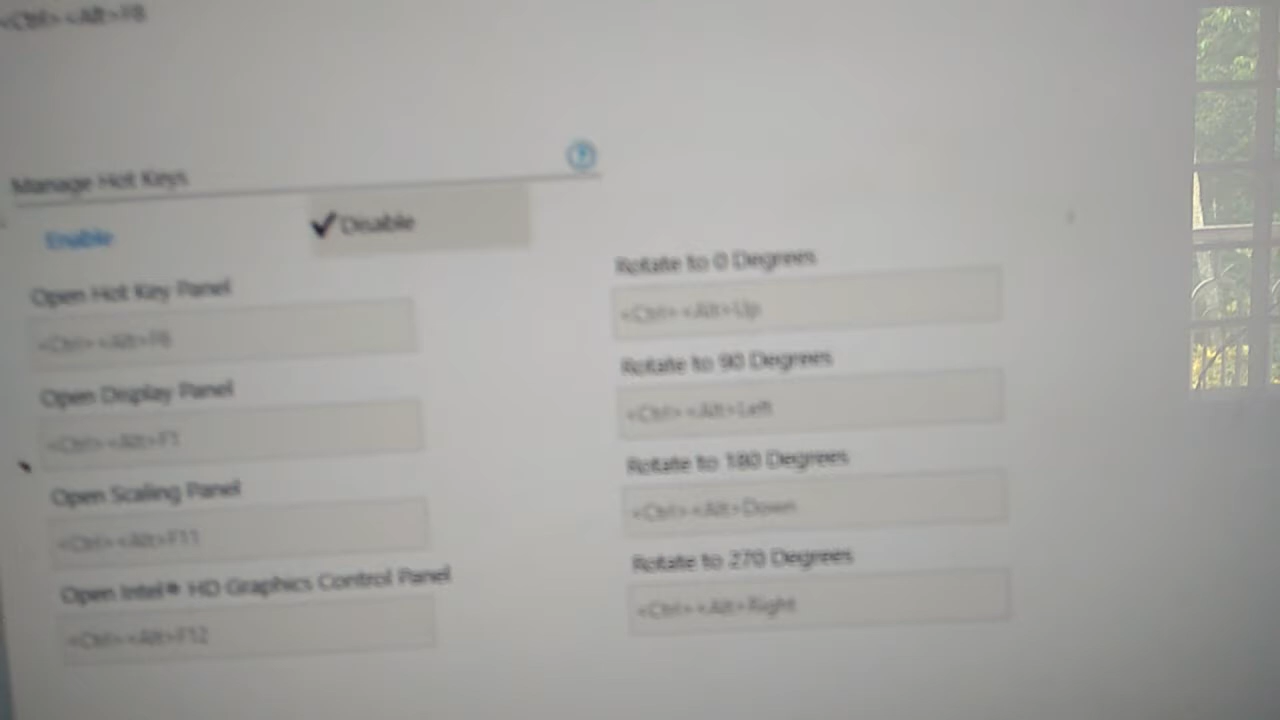 <Ctrl><Alt>F8
Manage Hot Keys
Enable
Disable
Open Hot Key Panel
<Ctrl><Alt>F6
Open Display Panel
<Ctrl><Alt>F1
Open Scaling Panel
<Ctrl><Alt>F11
Open Intel® HD Graphics Control Panel
<Ctrl><Alt>F12
Rotate to 0 Degrees
<Ctrl><Alt>Up
Rotate to 90 Degrees
<Ctrl><Alt>Left
Rotate to 180 Degrees
<Ctrl><Alt>Down
Rotate to 270 Degrees
<Ctrl><Alt>Right